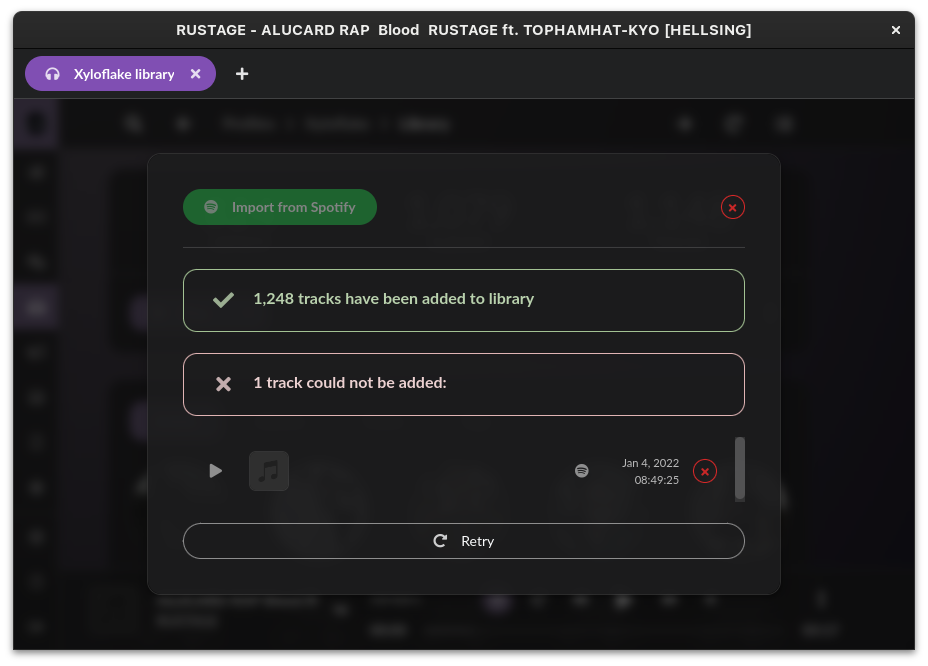 RUSTAGE - ALUCARD RAP  Blood  RUSTAGE ft. TOPHAMHAT-KYO [HELLSING]
Xyloflake library
Import from Spotify
1,248 tracks have been added to library
1 track could not be added:
Jan 4, 2022
08:49:25
Retry